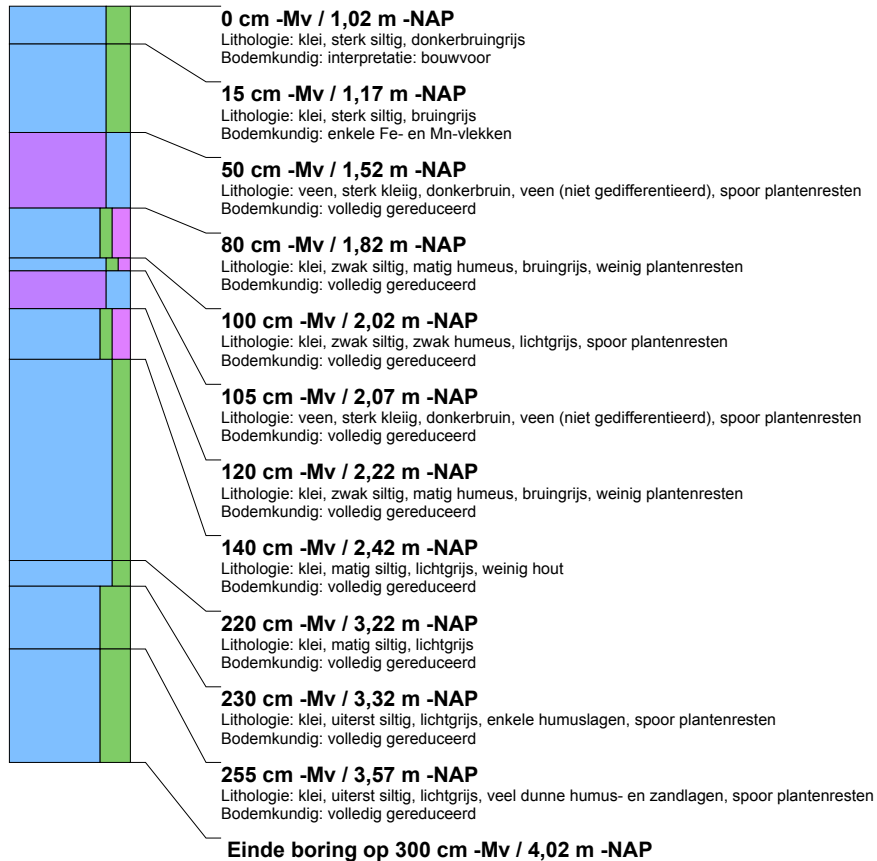 0 cm -Mv / 1,02 m -NAP
Lithologie: klei, sterk siltig, donkerbruingrijs
Bodemkundig: interpretatie: bouwvoor
15 cm -Mv / 1,17 m -NAP
Lithologie: klei, sterk siltig, bruingrijs
Bodemkundig: enkele Fe- en Mn-vlekken
50 cm -Mv / 1,52 m -NAP
Lithologie: veen, sterk kleiig, donkerbruin, veen (niet gedifferentieerd), spoor plantenresten
Bodemkundig: volledig gereduceerd
80 cm -Mv / 1,82 m -NAP
Lithologie: klei, zwak siltig, matig humeus, bruingrijs, weinig plantenresten
Bodemkundig: volledig gereduceerd
100 cm -Mv / 2,02 m -NAP
Lithologie: klei, zwak siltig, zwak humeus, lichtgrijs, spoor plantenresten
Bodemkundig: volledig gereduceerd
105 cm -Mv / 2,07 m -NAP
Lithologie: veen, sterk kleiig, donkerbruin, veen (niet gedifferentieerd), spoor plantenresten
Bodemkundig: volledig gereduceerd
120 cm -Mv / 2,22 m -NAP
Lithologie: klei, zwak siltig, matig humeus, bruingrijs, weinig plantenresten
Bodemkundig: volledig gereduceerd
140 cm -Mv / 2,42 m -NAP
Lithologie: klei, matig siltig, lichtgrijs, weinig hout
Bodemkundig: volledig gereduceerd
220 cm -Mv / 3,22 m -NAP
Lithologie: klei, matig siltig, lichtgrijs
Bodemkundig: volledig gereduceerd
230 cm -Mv / 3,32 m -NAP
Lithologie: klei, uiterst siltig, lichtgrijs, enkele humuslagen, spoor plantenresten
Bodemkundig: volledig gereduceerd
255 cm -Mv / 3,57 m -NAP
Lithologie: klei, uiterst siltig, lichtgrijs, veel dunne humus- en zandlagen, spoor plantenresten
Bodemkundig: volledig gereduceerd
Einde boring op 300 cm -Mv / 4,02 m -NAP